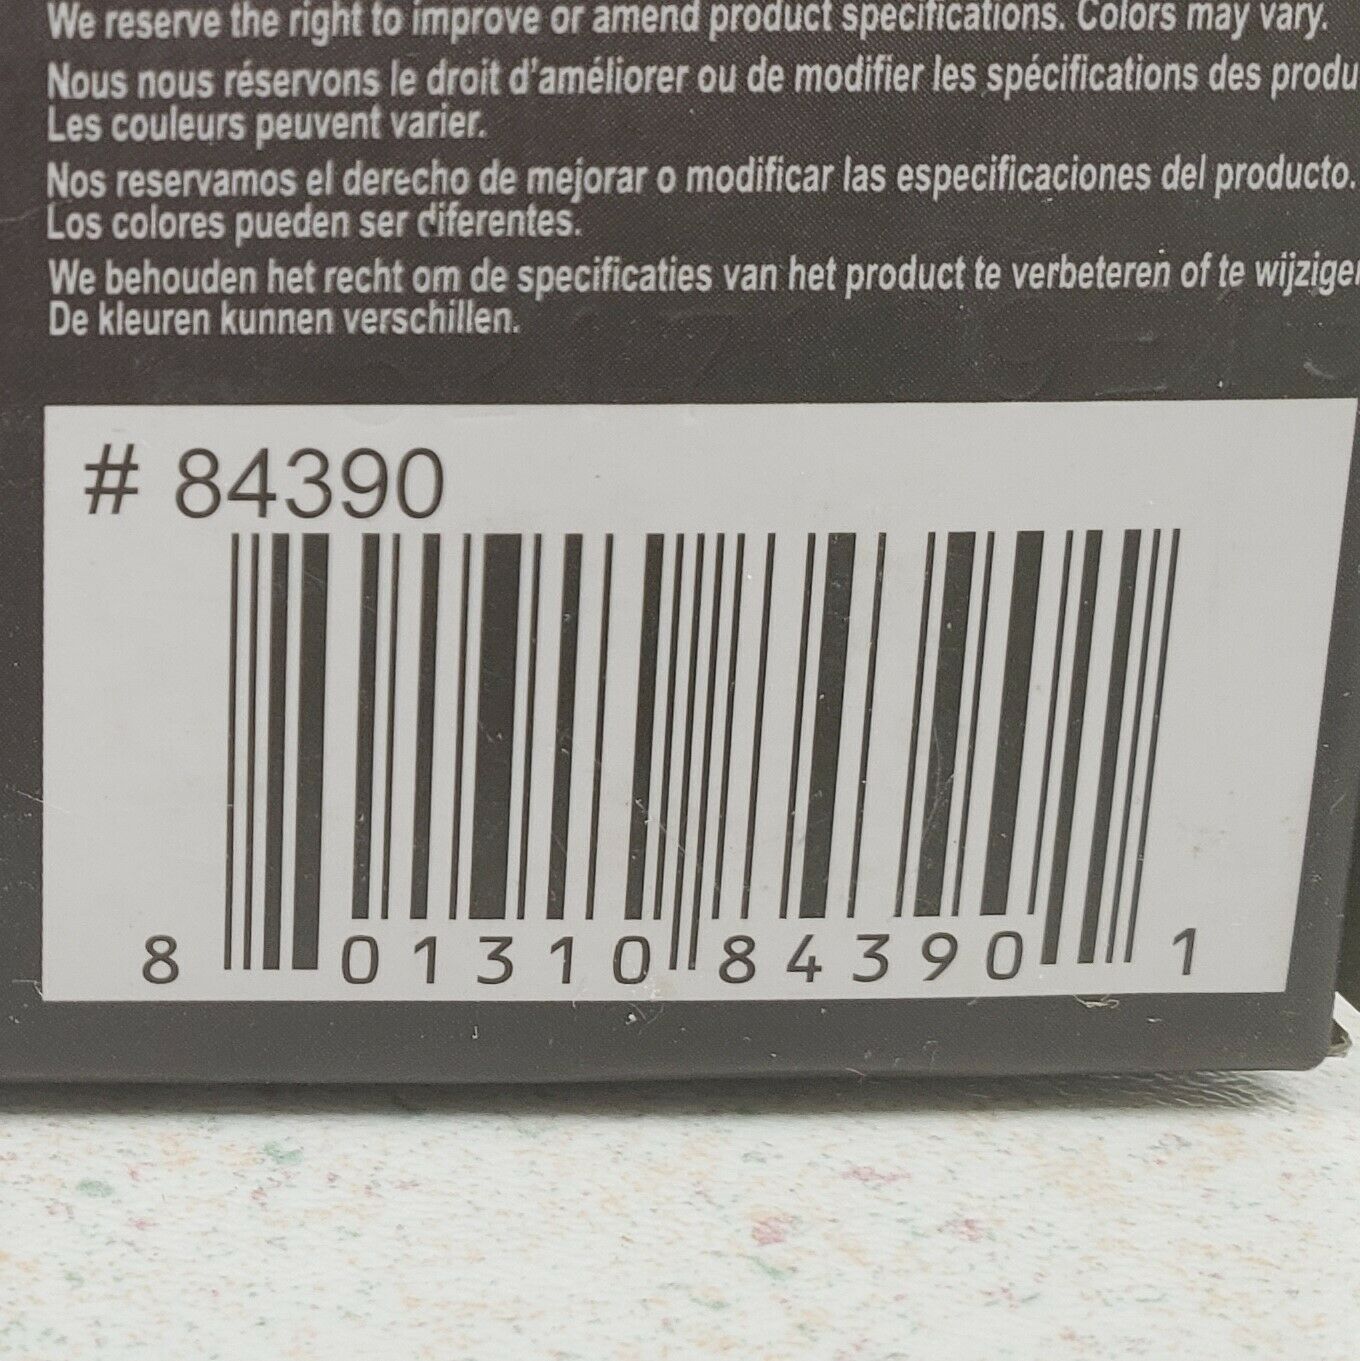 We reserve the right to improve or amend product specifications. Colors may vary.
Nous nous réservons le droit d'améliorer ou de modifier les spécifications des produ
Les couleurs peuvent varier.
Nos reservamos el derecho de mejorar o modificar las especificaciones del producto.
Los colores pueden ser diferentes.
We behouden het recht om de specificaties van het product te verbeteren of te wijzige
De kleuren kunnen verschillen.
# 84390
8 01310 84390 1